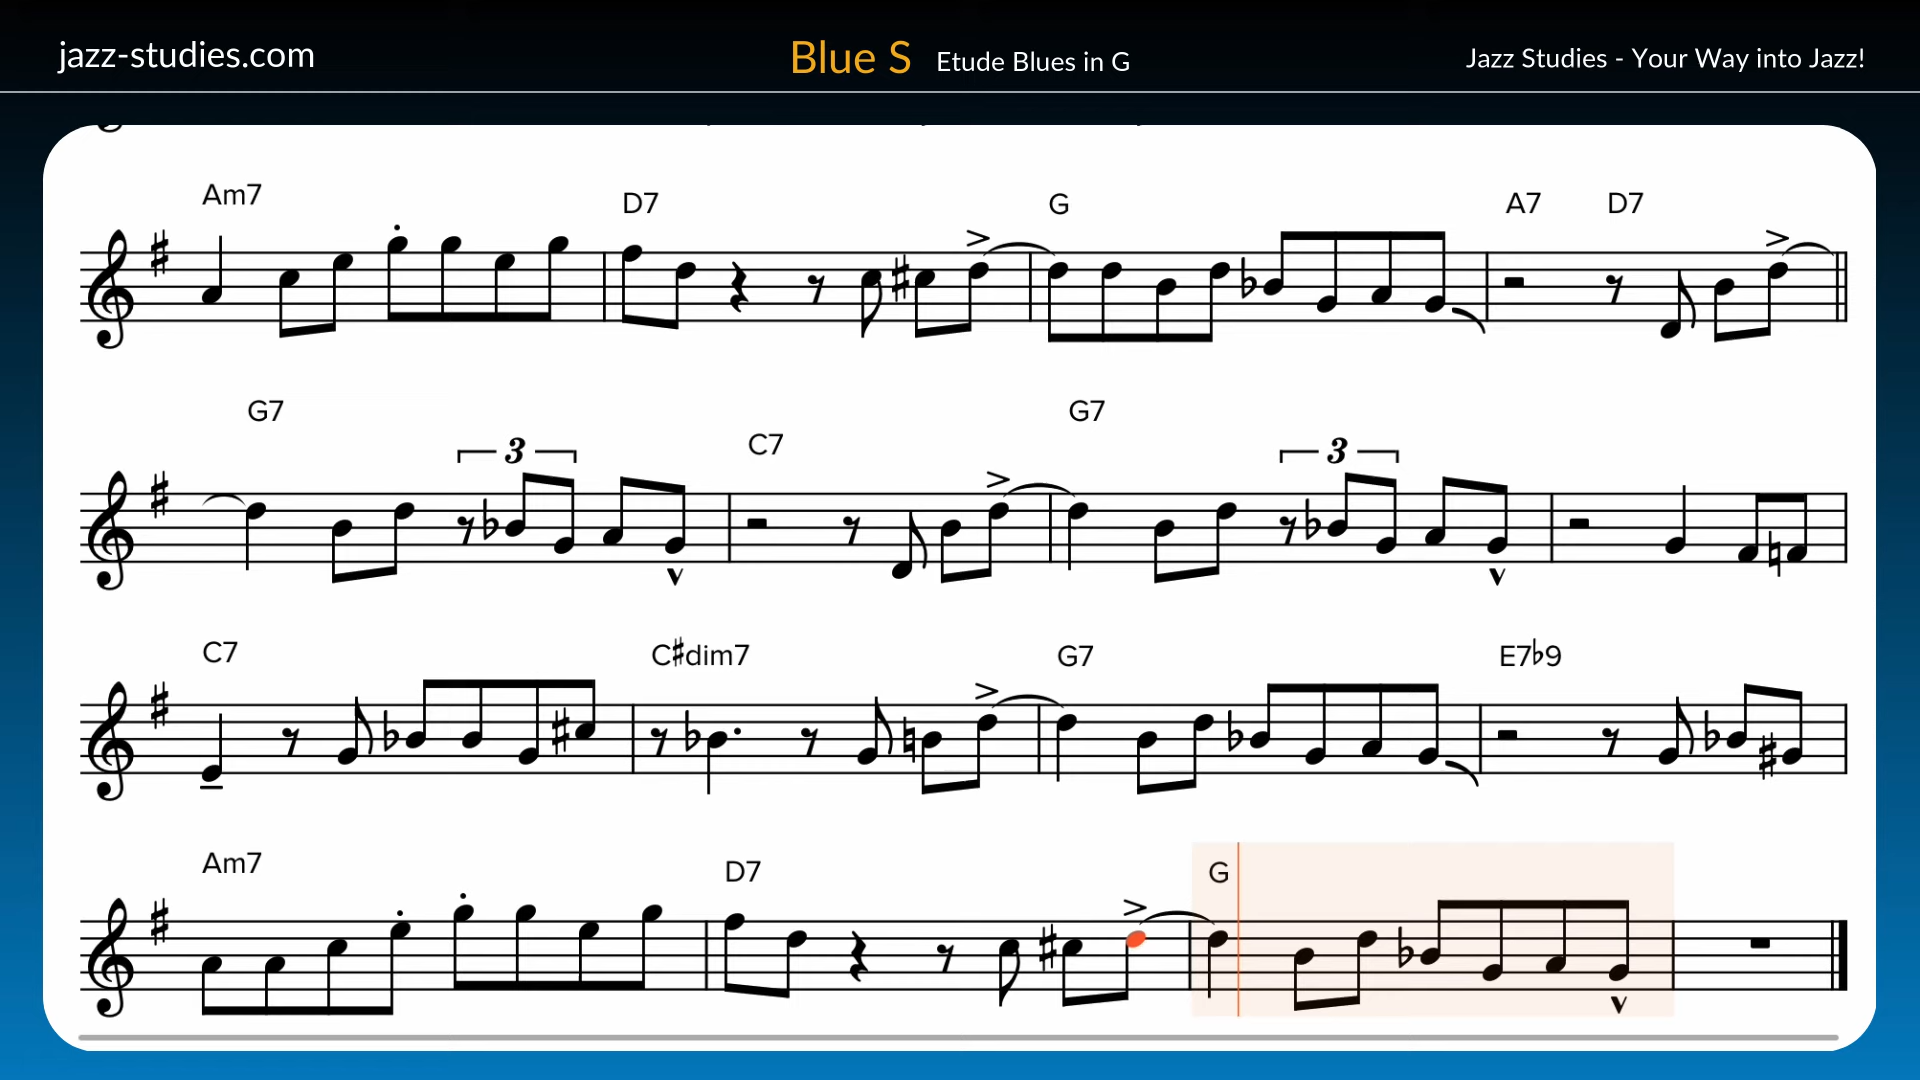 jazz-studies.com Blue S Etude Blues in G Jazz Studies - Your Way into Jazz!
Am7 D7 G A7 D7
G7 C7 G7
3 3
C7 C♯dim7 G7 E7♭9
Am7 D7 G